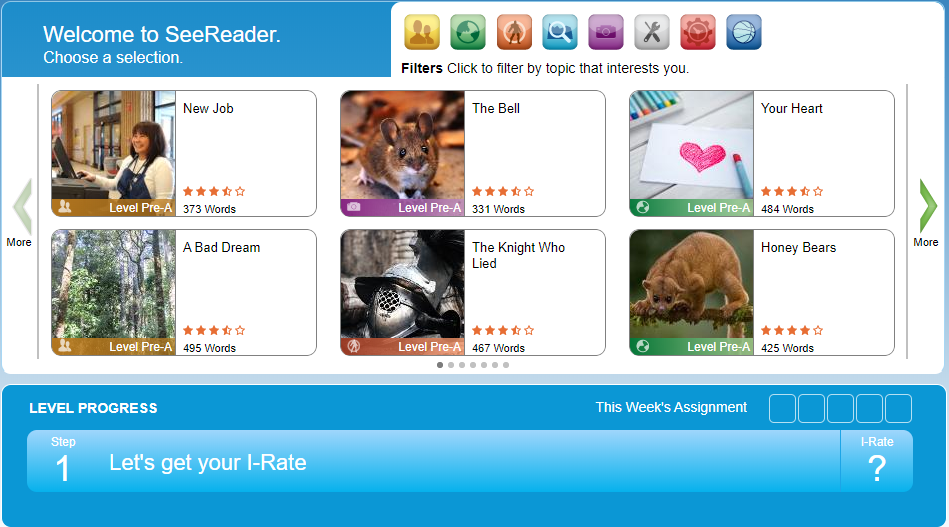 Welcome to SeeReader.
Choose a selection.
Filters Click to filter by topic that interests you.
New Job
373 Words
Level Pre-A
The Bell
331 Words
Level Pre-A
Your Heart
484 Words
Level Pre-A
More
More
A Bad Dream
495 Words
Level Pre-A
The Knight Who
Lied
467 Words
Level Pre-A
Honey Bears
425 Words
Level Pre-A
LEVEL PROGRESS
This Week's Assignment
Step
1
Let's get your I-Rate
I-Rate
?